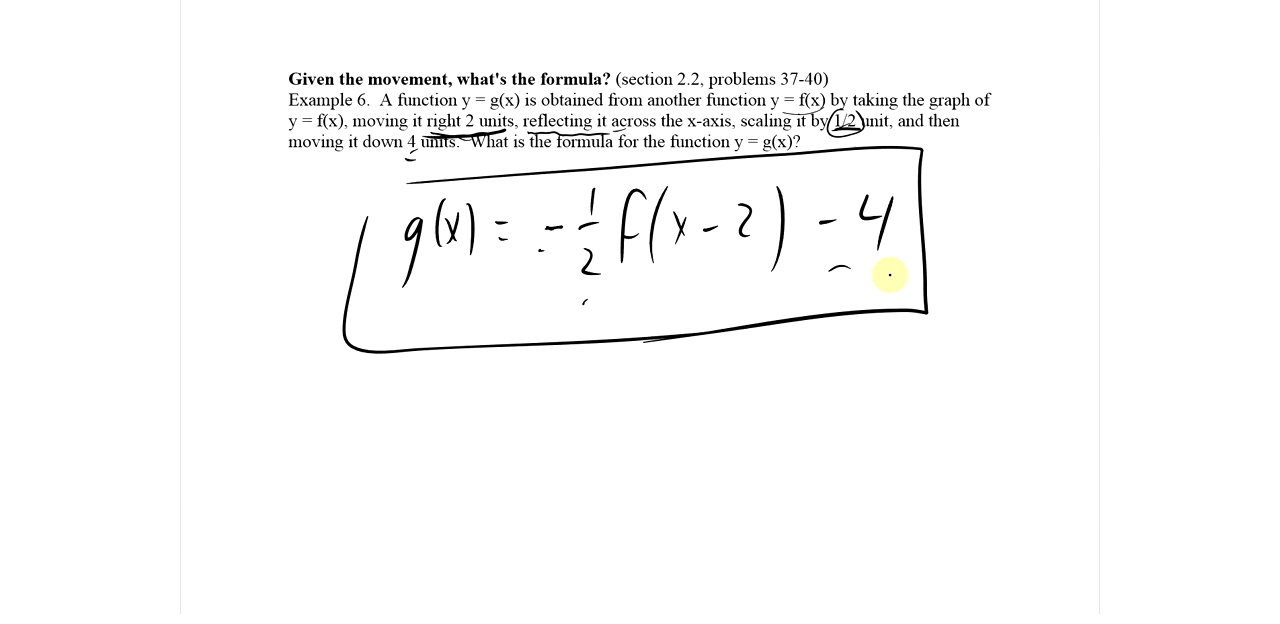 Given the movement, what's the formula? (section 2.2, problems 37-40)
Example 6.  A function y = g(x) is obtained from another function y = f(x) by taking the graph of
y = f(x), moving it right 2 units, reflecting it across the x-axis, scaling it by 1/2 unit, and then
moving it down 4 units.  What is the formula for the function y = g(x)?
g(x) = - 1/2 f(x - 2) - 4